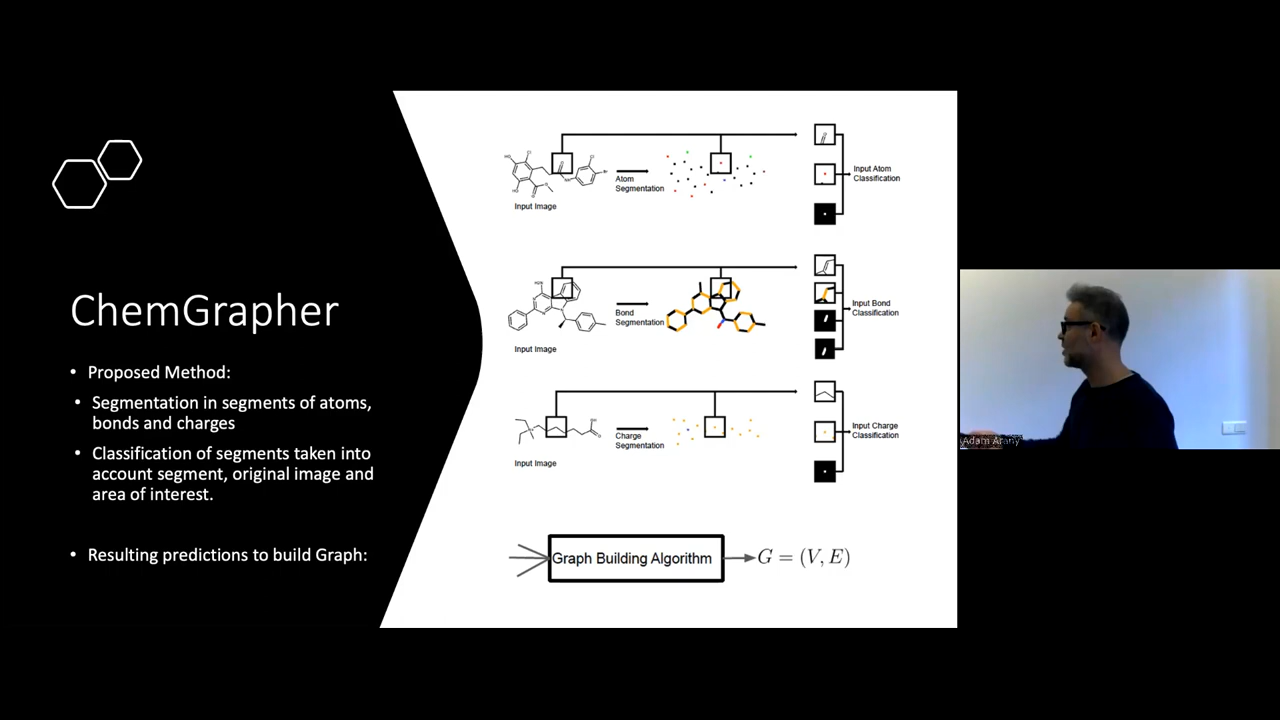 ChemGrapher
• Proposed Method:
• Segmentation in segments of atoms,
bonds and charges
• Classification of segments taken into
account segment, original image and
area of interest.
• Resulting predictions to build Graph:
Input Image
Atom
Segmentation
Input Atom
Classification
Input Image
Bond
Segmentation
Input Bond
Classification
Input Image
Charge
Segmentation
Input Charge
Classification
Graph Building Algorithm
G = (V, E)
Adam Arany